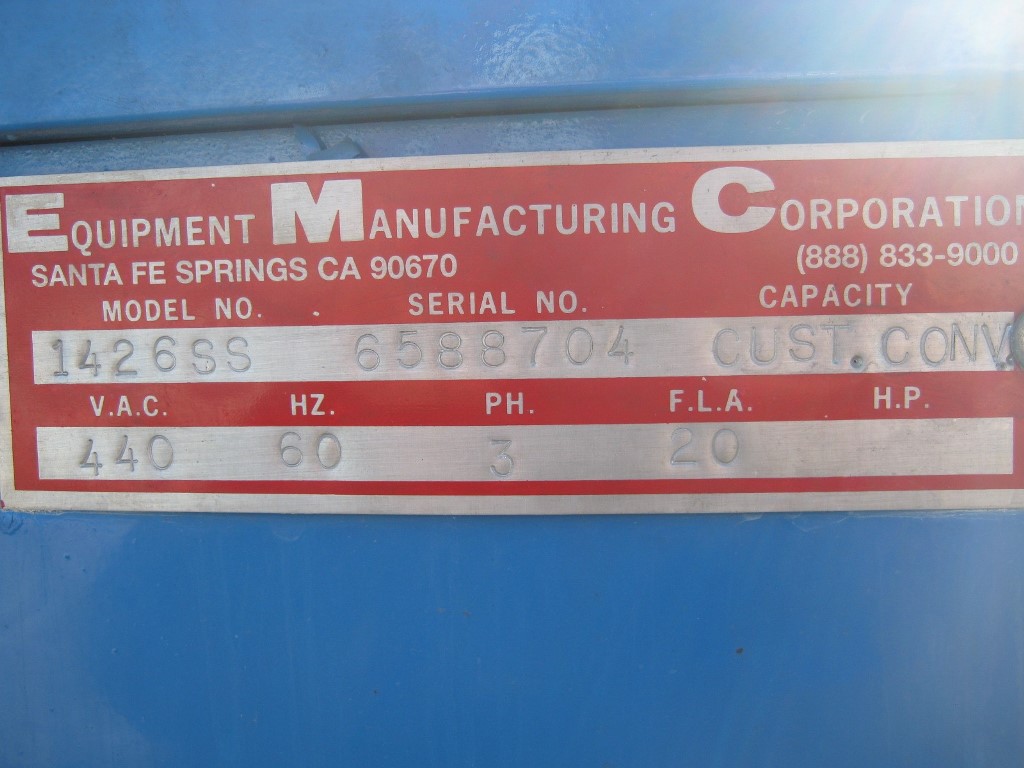 EQUIPMENT MANUFACTURING CORPORATION
SANTA FE SPRINGS CA 90670 (888) 833-9000
MODEL NO. SERIAL NO. CAPACITY
1426SS 6588704 CUST.CONV.
V.A.C. HZ. PH. F.L.A. H.P.
440 60 3 20